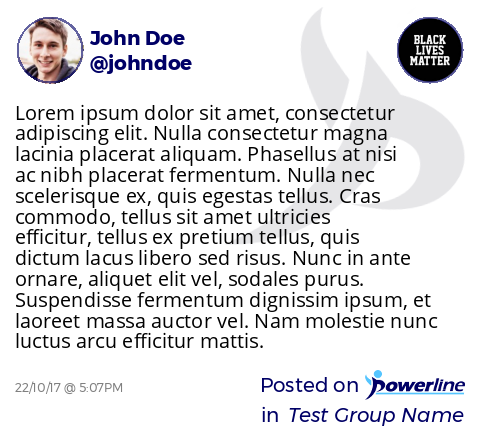 John Doe
@johndoe
BLACK
LIVES
MATTER
Lorem ipsum dolor sit amet, consectetur
adipiscing elit. Nulla consectetur magna
lacinia placerat aliquam. Phasellus at nisi
ac nibh placerat fermentum. Nulla nec
scelerisque ex, quis egestas tellus. Cras
commodo, tellus sit amet ultricies
efficitur, tellus ex pretium tellus, quis
dictum lacus libero sed risus. Nunc in ante
ornare, aliquet elit vel, sodales purus.
Suspendisse fermentum dignissim ipsum, et
laoreet massa auctor vel. Nam molestie nunc
luctus arcu efficitur mattis.
22/10/17 @ 5:07PM
Posted on powerline
in Test Group Name